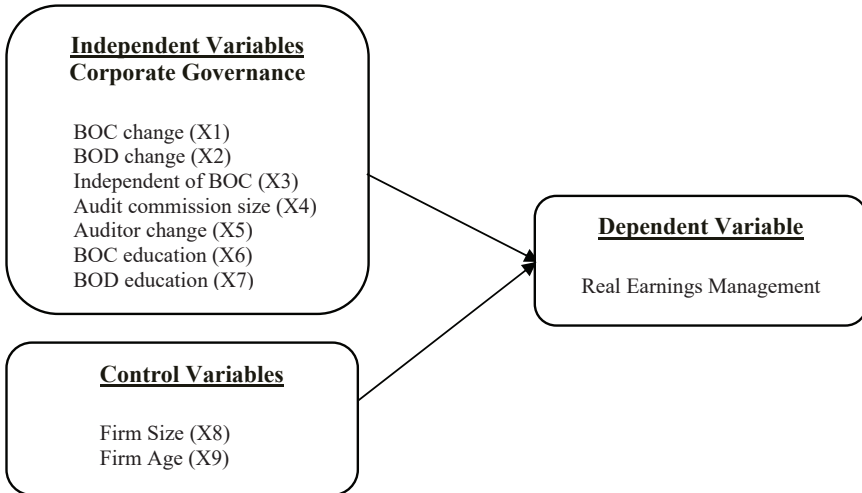 Independent Variables
Corporate Governance
BOC change (X1)
BOD change (X2)
Independent of BOC (X3)
Audit commission size (X4)
Auditor change (X5)
BOC education (X6)
BOD education (X7)
Dependent Variable
Real Earnings Management
Control Variables
Firm Size (X8)
Firm Age (X9)